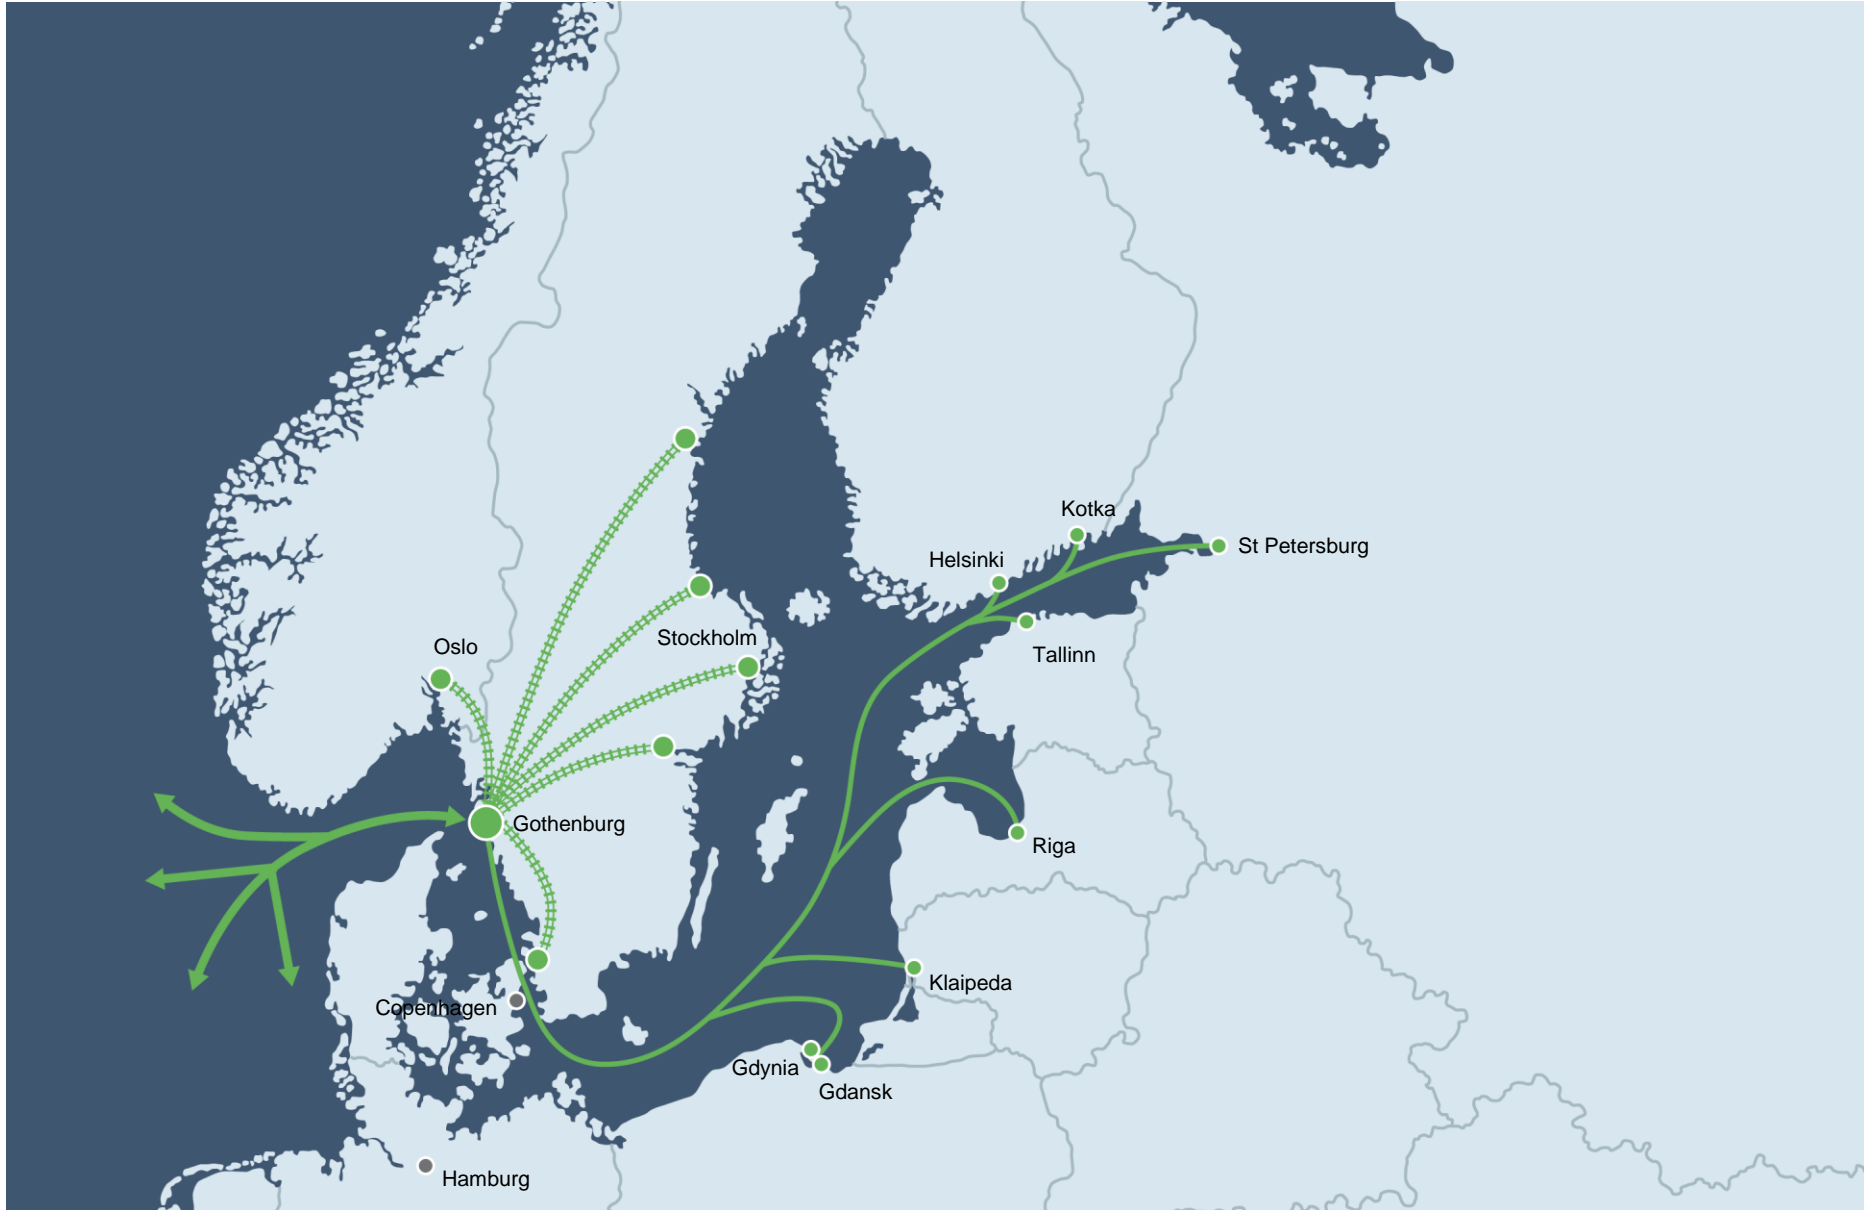 Kotka
St Petersburg
Helsinki
Stockholm
Oslo
Tallinn
Gothenburg
Riga
Klaipeda
Copenhagen
Gdynia
Gdansk
Hamburg